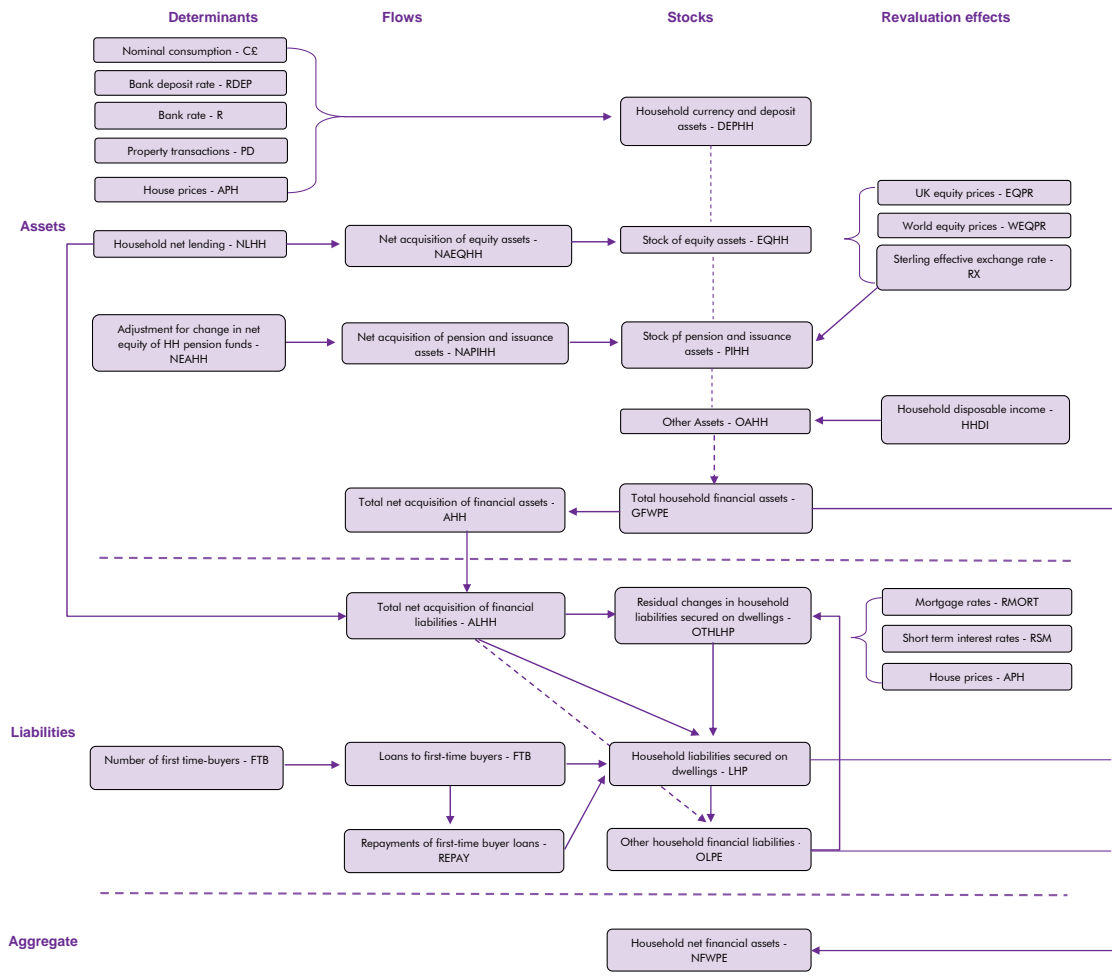 Determinants
Flows
Stocks
Revaluation effects
Nominal consumption - C£
Bank deposit rate - RDEP
Bank rate - R
Property transactions - PD
House prices - APH
Household currency and deposit
assets - DEPHH
UK equity prices - EQPR
World equity prices - WEQPR
Sterling effective exchange rate -
RX
Assets
Household net lending - NLHH
Net acquisition of equity assets -
NAEQHH
Stock of equity assets - EQHH
Adjustment for change in net
equity of HH pension funds -
NEAHH
Net acquisition of pension and issuance
assets - NAPIHH
Stock pf pension and issuance
assets - PIHH
Other Assets - OAHH
Household disposable income -
HHDI
Total net acquisition of financial assets -
AHH
Total household financial assets -
GFWPE
Total net acquisition of financial
liabilities - ALHH
Residual changes in household
liabilities secured on dwellings -
OTHLHP
Mortgage rates - RMORT
Short term interest rates - RSM
House prices - APH
Liabilities
Number of first time-buyers - FTB
Loans to first-time buyers - FTB
Household liabilities secured on
dwellings - LHP
Repayments of first-time buyer loans -
REPAY
Other household financial liabilities -
OLPE
Aggregate
Household net financial assets -
NFWPE